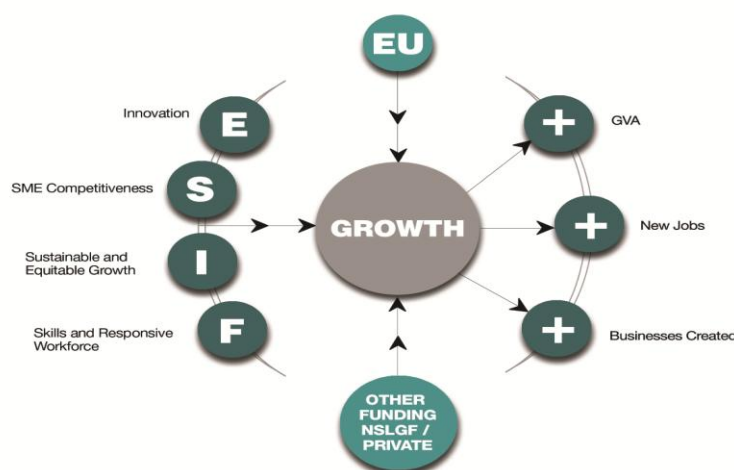 EU
Innovation
E
SME Competitiveness
S
Sustainable and
Equitable Growth
I
Skills and Responsive
Workforce
F
GROWTH
+
GVA
+
New Jobs
+
Businesses Created
OTHER
FUNDING
NSLGF /
PRIVATE